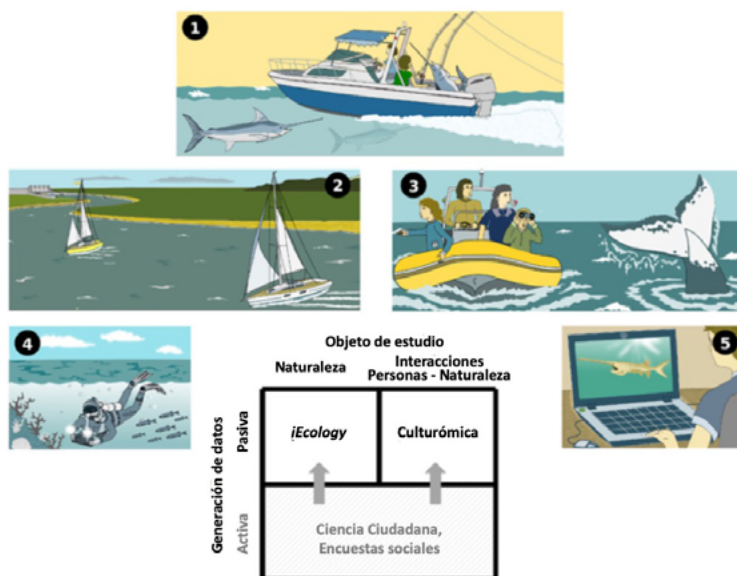 1
2
3
4
5
Objeto de estudio
Naturaleza
Interacciones
Personas - Naturaleza
Generación de datos
Pasiva
Activa
iEcology
Culturómica
Ciencia Ciudadana,
Encuestas sociales